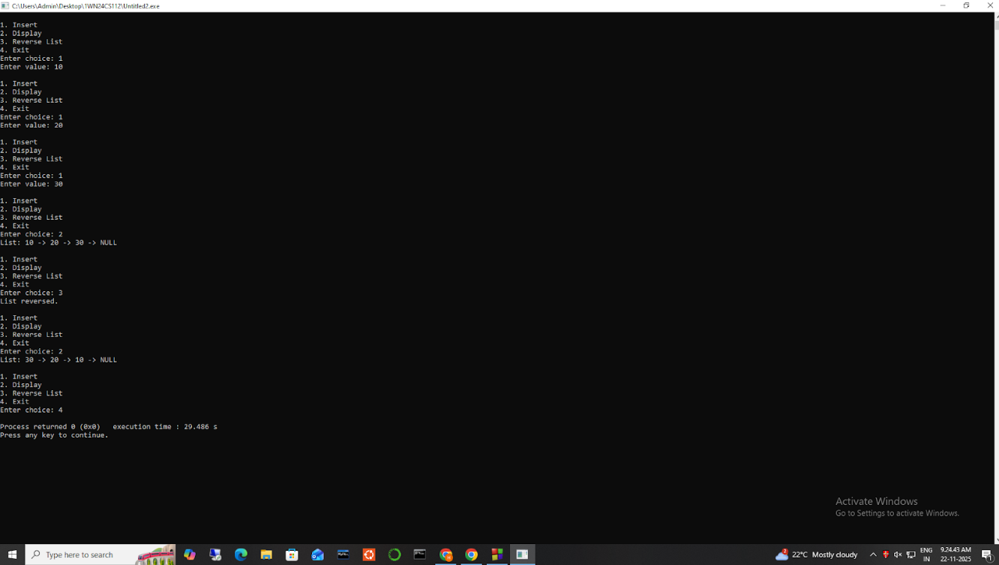 C:\Users\Admin\Desktop\1WN24CS112\Untitled2.exe
1. Insert
2. Display
3. Reverse List
4. Exit
Enter choice: 1
Enter value: 10
1. Insert
2. Display
3. Reverse List
4. Exit
Enter choice: 1
Enter value: 20
1. Insert
2. Display
3. Reverse List
4. Exit
Enter choice: 1
Enter value: 30
1. Insert
2. Display
3. Reverse List
4. Exit
Enter choice: 2
List: 10 -> 20 -> 30 -> NULL
1. Insert
2. Display
3. Reverse List
4. Exit
Enter choice: 3
List reversed.
1. Insert
2. Display
3. Reverse List
4. Exit
Enter choice: 2
List: 30 -> 20 -> 10 -> NULL
1. Insert
2. Display
3. Reverse List
4. Exit
Enter choice: 4
Process returned 0 (0x0)   execution time : 29.486 s
Press any key to continue.
Activate Windows
Go to Settings to activate Windows.
Type here to search
2
22°C Mostly cloudy
ENG
IN
9.24.43 AM
22-11-2025